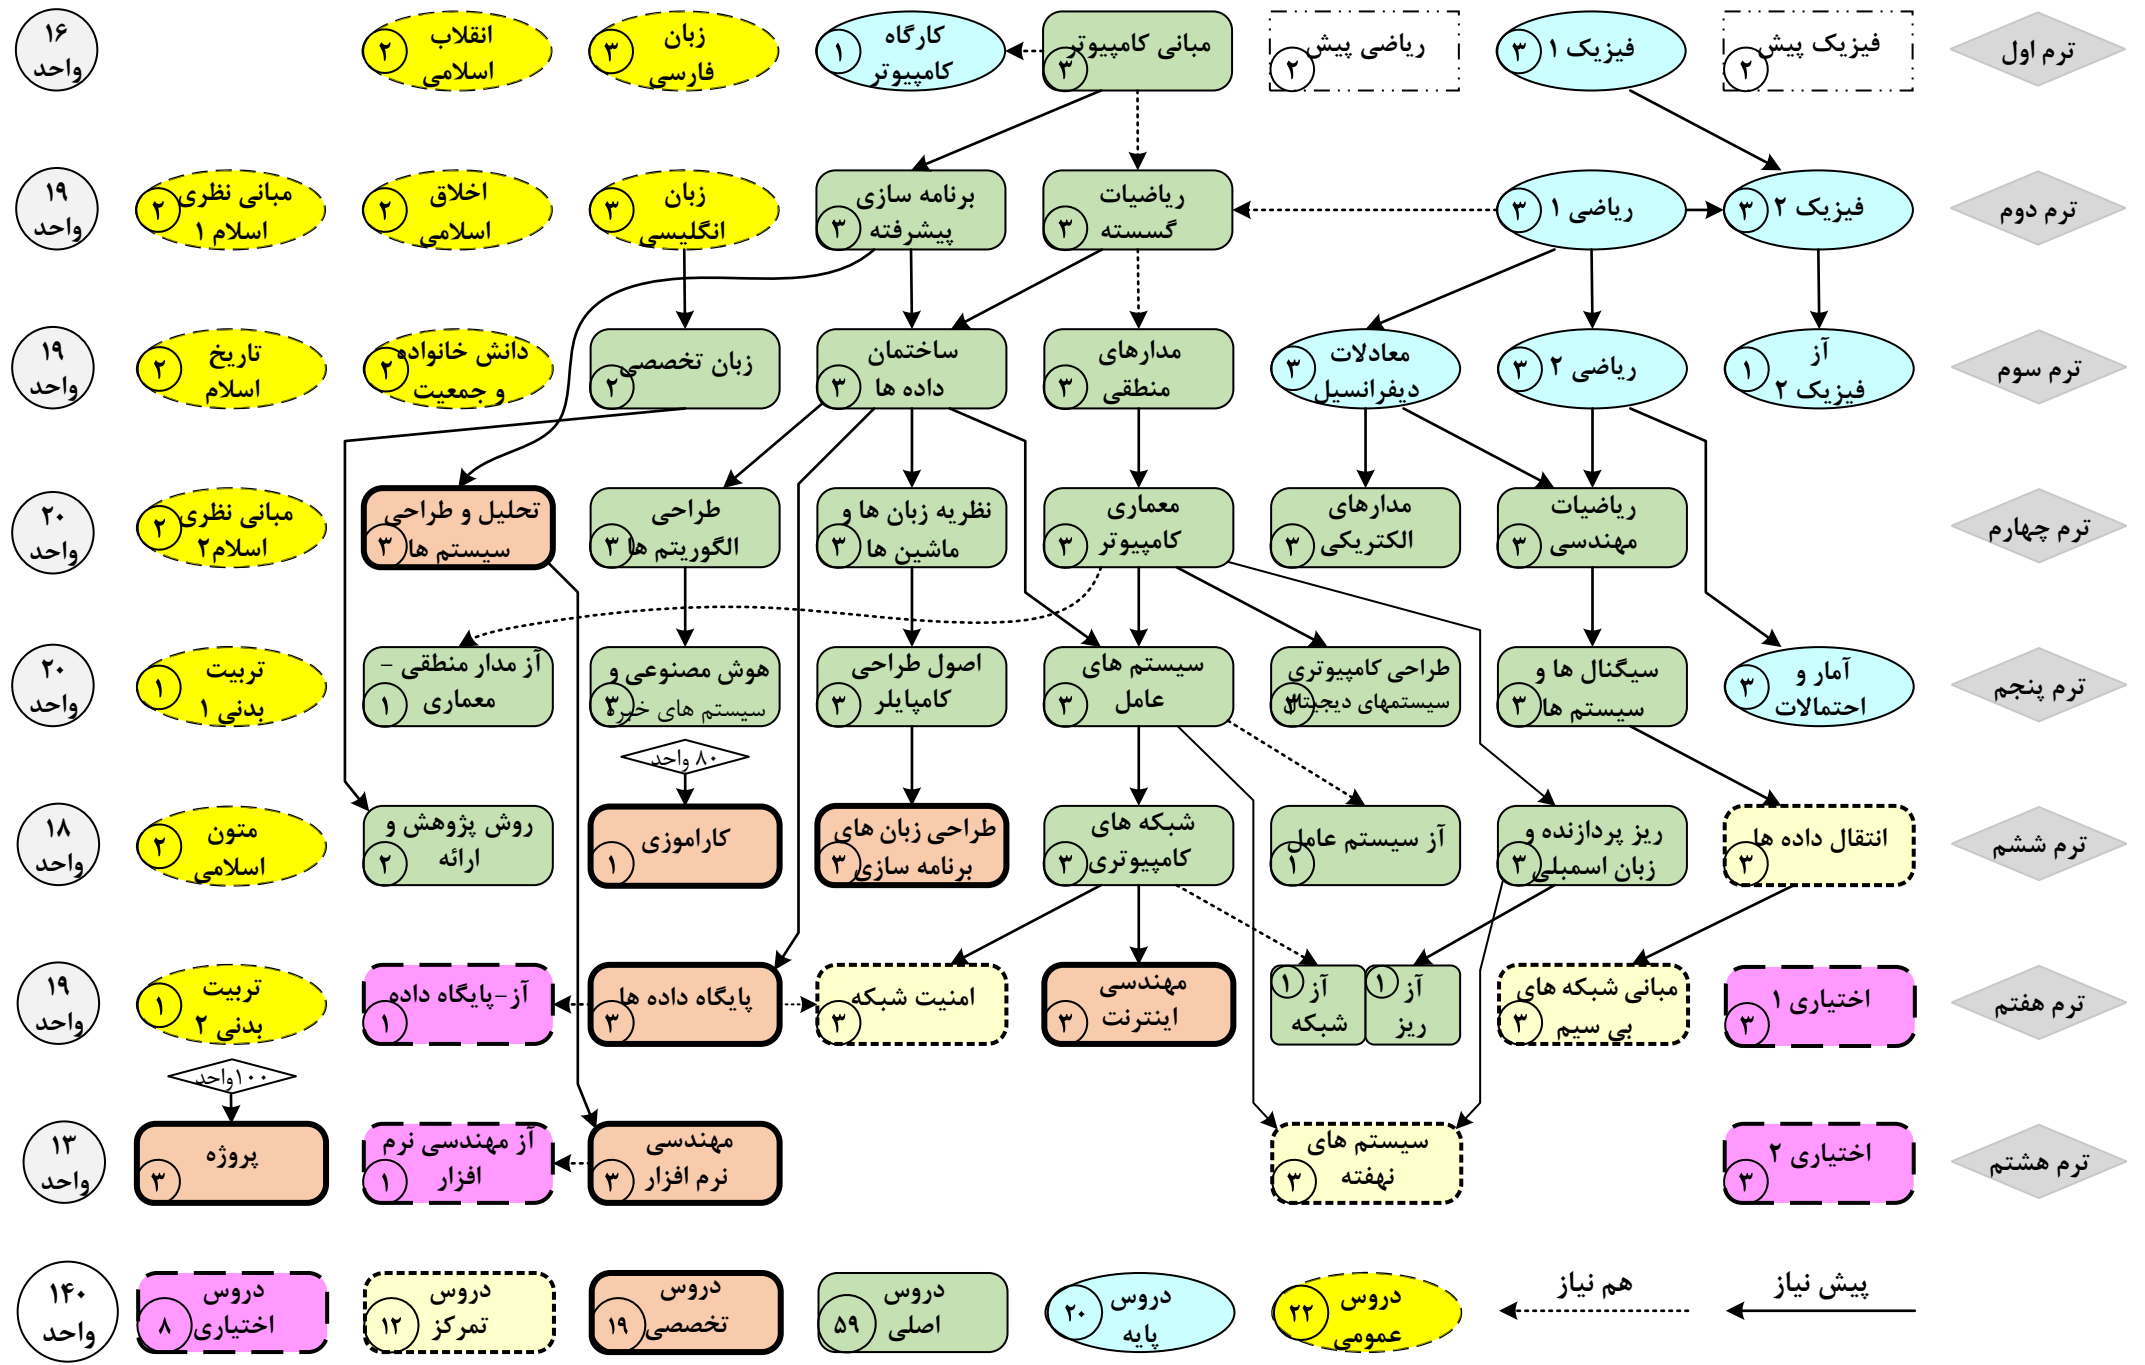 ترم اول
فیزیک پیش
۲
فیزیک ۱
۳
ریاضی پیش
۲
مبانی کامپیوتر
۳
کارگاه
کامپیوتر
۱
زبان
فارسی
۳
انقلاب
اسلامی
۲
۱۶
واحد
ترم دوم
فیزیک ۲
۳
ریاضی ۱
۳
ریاضیات
گسسته
۳
برنامه سازی
پیشرفته
۳
زبان
انگلیسی
۳
اخلاق
اسلامی
۲
مبانی نظری
اسلام ۱
۲
۱۹
واحد
ترم سوم
آز
فیزیک ۲
۱
ریاضی ۲
۳
معادلات
دیفرانسیل
۳
مدارهای
منطقی
۳
ساختمان
داده ها
۳
زبان تخصصی
۲
دانش خانواده
و جمعیت
۲
تاریخ
اسلام
۲
۱۹
واحد
ترم چهارم
ریاضیات
مهندسی
۳
مدارهای
الکتریکی
۳
معماری
کامپیوتر
۳
نظریه زبان ها و
ماشین ها
۳
طراحی
الگوریتم ها
۳
تحلیل و طراحی
سیستم ها
۳
مبانی نظری
اسلام۲
۲
۲۰
واحد
ترم پنجم
آمار و
احتمالات
۳
سیگنال ها و
سیستم ها
۳
طراحی کامپیوتری
سیستمهای دیجیتال
۳
سیستم های
عامل
۳
اصول طراحی
کامپایلر
۳
هوش مصنوعی و
سیستم های خبره
۳
آز مدار منطقی -
معماری
۱
تربیت
بدنی ۱
۱
۲۰
واحد
۸۰ واحد
ترم ششم
انتقال داده ها
۳
ریز پردازنده و
زبان اسمبلی
۳
آز سیستم عامل
۱
شبکه های
کامپیوتری
۳
طراحی زبان های
برنامه سازی
۳
کاراموزی
۱
روش پژوهش و
ارائه
۲
متون
اسلامی
۲
۱۸
واحد
ترم هفتم
اختیاری ۱
۳
مبانی شبکه های
بی سیم
۳
آز
ریز
۱
آز
شبکه
۱
مهندسی
اینترنت
۳
امنیت شبکه
۳
پایگاه داده ها
۳
آز-پایگاه داده
۱
تربیت
بدنی ۲
۱
۱۹
واحد
۱۰۰واحد
ترم هشتم
اختیاری ۲
۳
سیستم های
نهفته
۳
مهندسی
نرم افزار
۳
آز مهندسی نرم
افزار
۱
پروژه
۳
۱۳
واحد
پیش نیاز
هم نیاز
دروس
عمومی
۲۲
دروس
پایه
۲۰
دروس
اصلی
۵۹
دروس
تخصصی
۱۹
دروس
تمرکز
۱۲
دروس
اختیاری
۸
۱۴۰
واحد